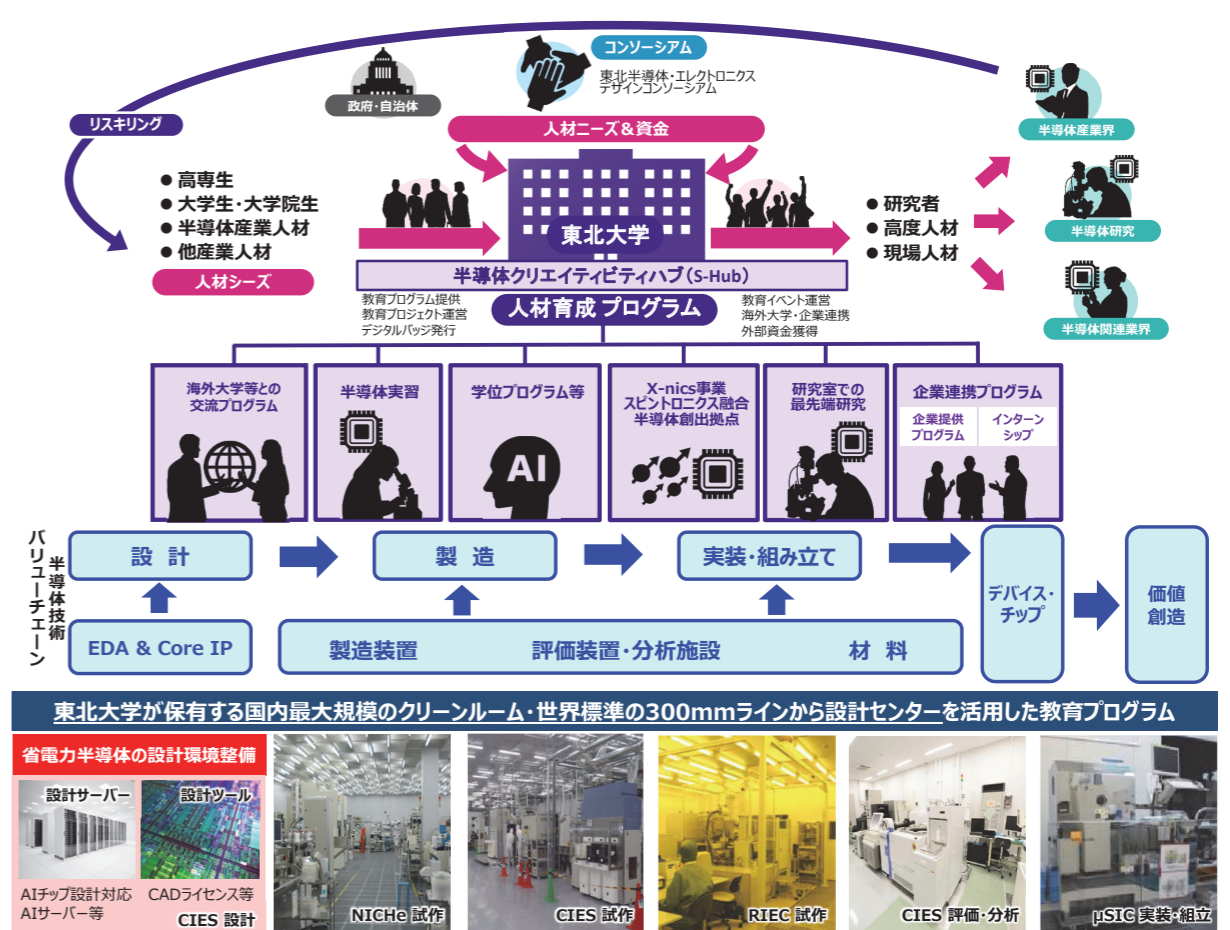 コンソーシアム
東北半導体・エレクトロニクス
デザインコンソーシアム
政府・自治体
リスキリング
人材ニーズ&資金
半導体産業界
● 高専生
● 大学生・大学院生
● 半導体産業人材
● 他産業人材
人材シーズ
東北大学
半導体クリエイティビティハブ(S-Hub)
人材育成 プログラム
教育プログラム提供
教育プロジェクト運営
デジタルバッジ発行
教育イベント運営
海外大学・企業連携
外部資金獲得
● 研究者
● 高度人材
● 現場人材
半導体研究
半導体関連業界
海外大学等との
交流プログラム
半導体実習
学位プログラム等
AI
X-nics事業
スピントロニクス融合
半導体創出拠点
研究室での
最先端研究
企業連携プログラム
企業提供
プログラム
インターン
シップ
半導体技術
バリューチェーン
設 計
製 造
実装・組み立て
デバイス・
チップ
価値
創造
EDA & Core IP
製造装置
評価装置・分析施設
材 料
東北大学が保有する国内最大規模のクリーンルーム・世界標準の300mmラインから設計センターを活用した教育プログラム
省電力半導体の設計環境整備
設計サーバー
設計ツール
AIチップ設計対応
AIサーバー等
CADライセンス等
CIES 設計
NICHe 試作
CIES 試作
RIEC 試作
CIES 評価・分析
μSIC 実装・組立